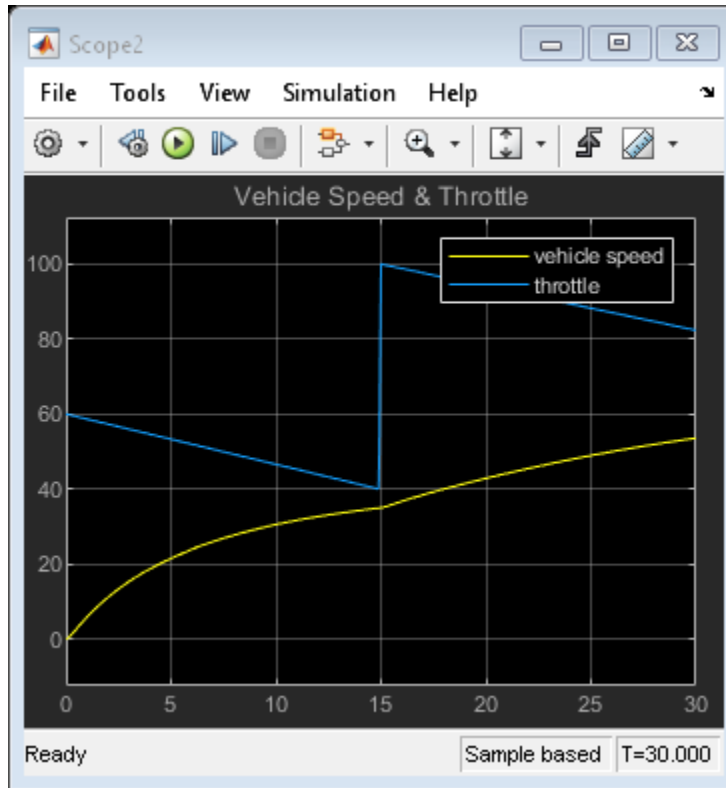 Scope2
File Tools View Simulation Help
Vehicle Speed & Throttle
vehicle speed
throttle
100
80
60
40
20
0
0 5 10 15 20 25 30
Ready Sample based T=30.000